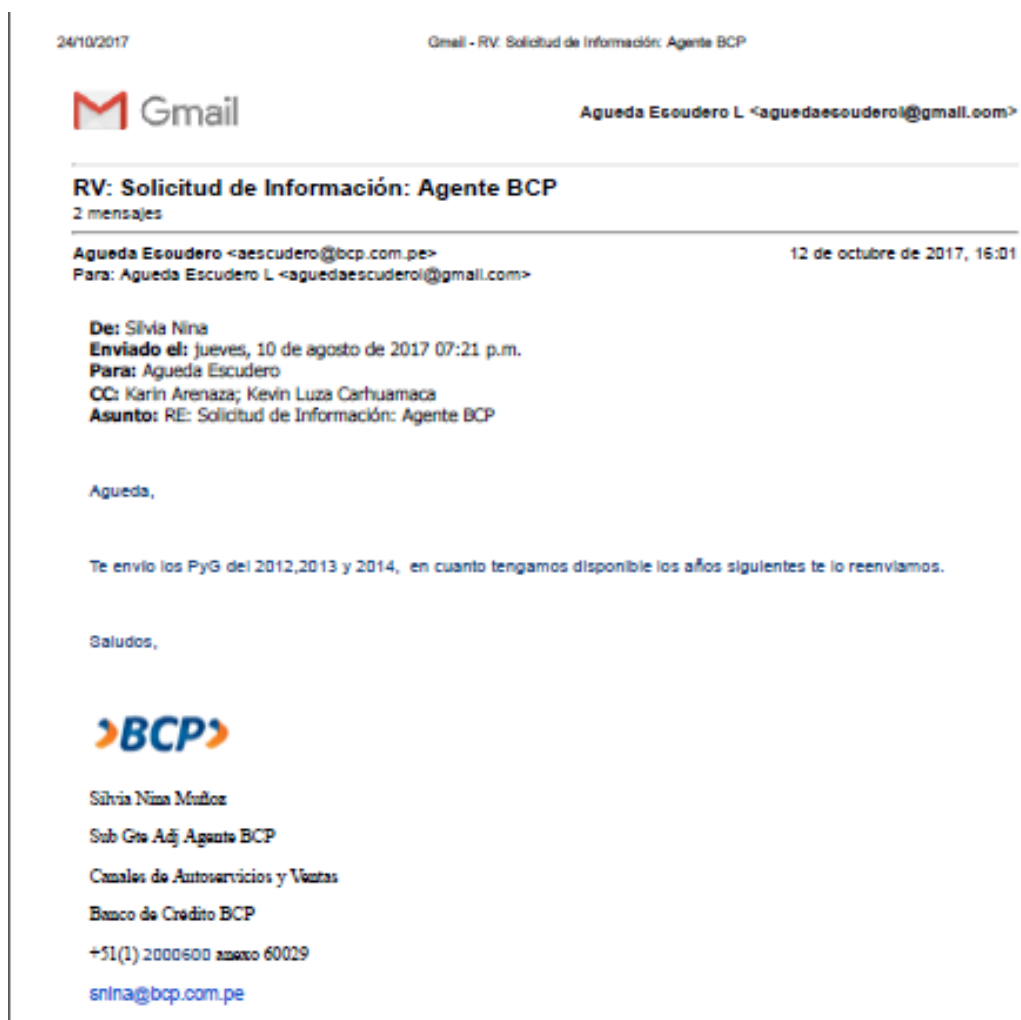 24/10/2017 Gmail - RV: Solicitud de Información: Agente BCP
Gmail Agueda Escudero L <aguedaescuderol@gmail.com>
RV: Solicitud de Información: Agente BCP
2 mensajes
Agueda Escudero <aescudero@bcp.com.pe> 12 de octubre de 2017, 16:01
Para: Agueda Escudero L <aguedaescuderol@gmail.com>
De: Silvia Nina
Enviado el: jueves, 10 de agosto de 2017 07:21 p.m.
Para: Agueda Escudero
CC: Karin Arenaza; Kevin Luza Carhuamaca
Asunto: RE: Solicitud de Información: Agente BCP
Agueda,
Te envío los PyG del 2012,2013 y 2014, en cuanto tengamos disponible los años siguientes te lo reenviamos.
Saludos,
BCP
Silvia Nina Muñoz
Sub Gte Adj Agente BCP
Canales de Autoservicios y Ventas
Banco de Crédito BCP
+51(1) 2000600 anexo 60029
snina@bcp.com.pe